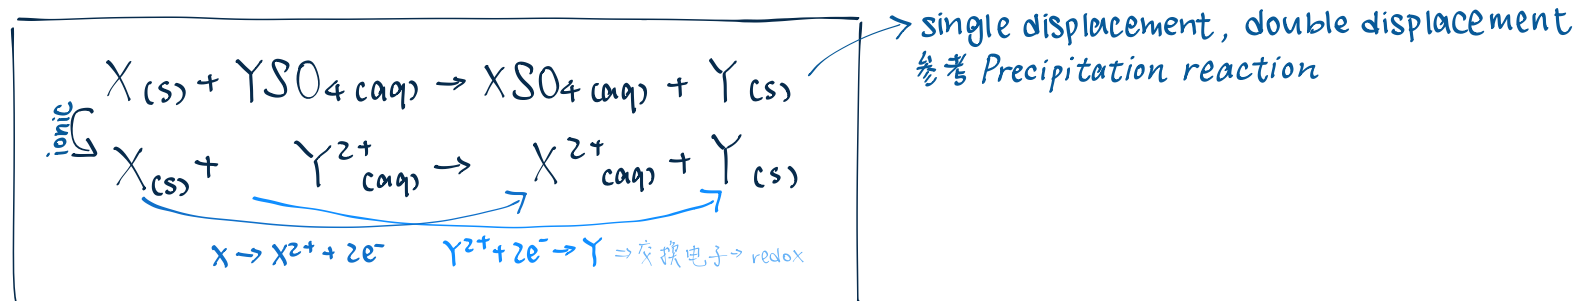 single displacement, double displacement
参考 Precipitation reaction
X(s) + YSO₄(aq) → XSO₄(aq) + Y(s)
ionic
X(s) + Y²⁺(aq) → X²⁺(aq) + Y(s)
X → X²⁺ + 2e⁻ Y²⁺ + 2e⁻ → Y ⇒ 交换电子 → redox